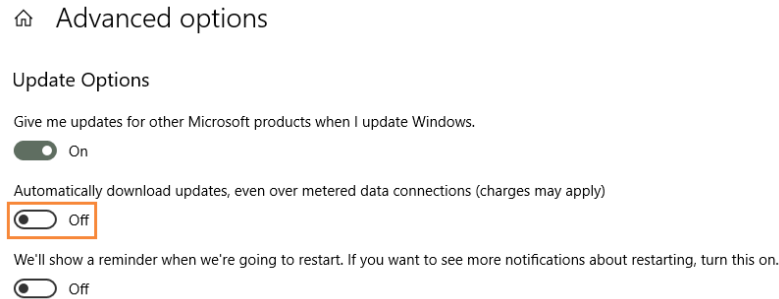 Advanced options
Update Options
Give me updates for other Microsoft products when I update Windows.
On
Automatically download updates, even over metered data connections (charges may apply)
Off
We'll show a reminder when we're going to restart. If you want to see more notifications about restarting, turn this on.
Off